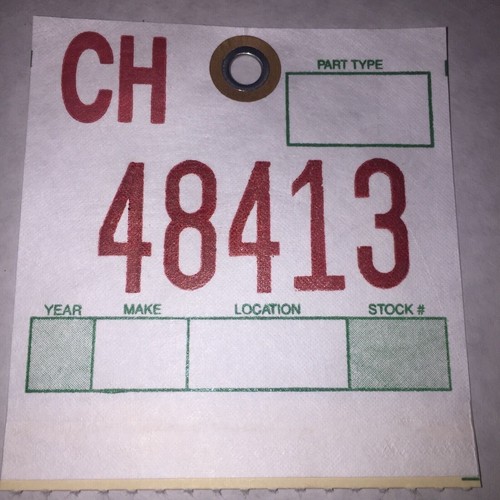 CH
PART TYPE
48413
YEAR MAKE LOCATION STOCK #